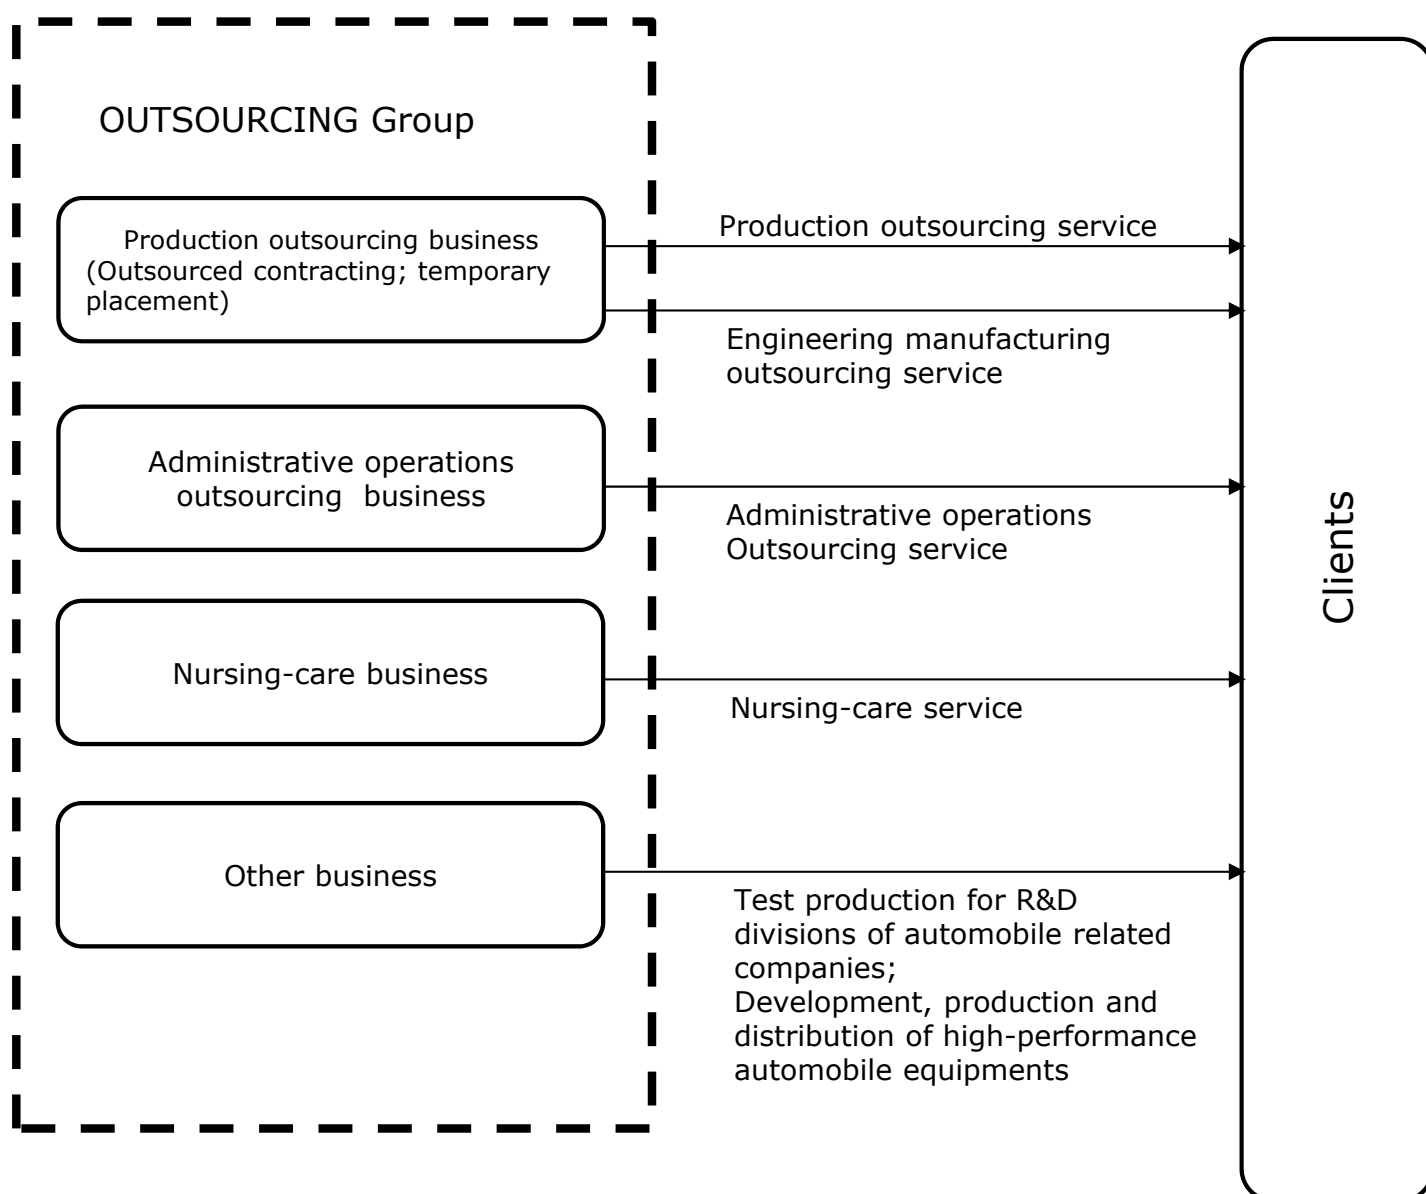 OUTSOURCING Group
Production outsourcing business
(Outsourced contracting; temporary
placement)
Production outsourcing service
Engineering manufacturing
outsourcing service
Administrative operations
outsourcing  business
Administrative operations
Outsourcing service
Nursing-care business
Nursing-care service
Other business
Test production for R&D
divisions of automobile related
companies;
Development, production and
distribution of high-performance
automobile equipments
Clients